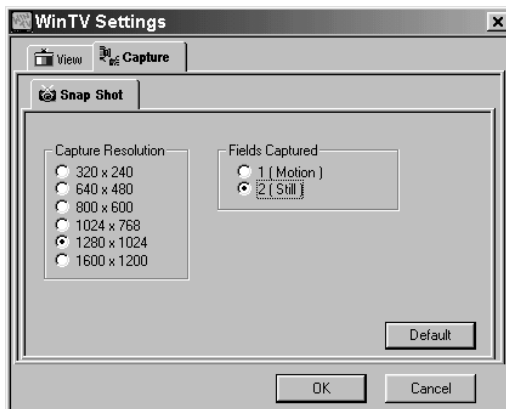 WinTV Settings
View
Capture
Snap Shot
Capture Resolution
320 x 240
640 x 480
800 x 600
1024 x 768
1280 x 1024
1600 x 1200
Fields Captured
1 ( Motion )
2 ( Still )
Default
OK
Cancel